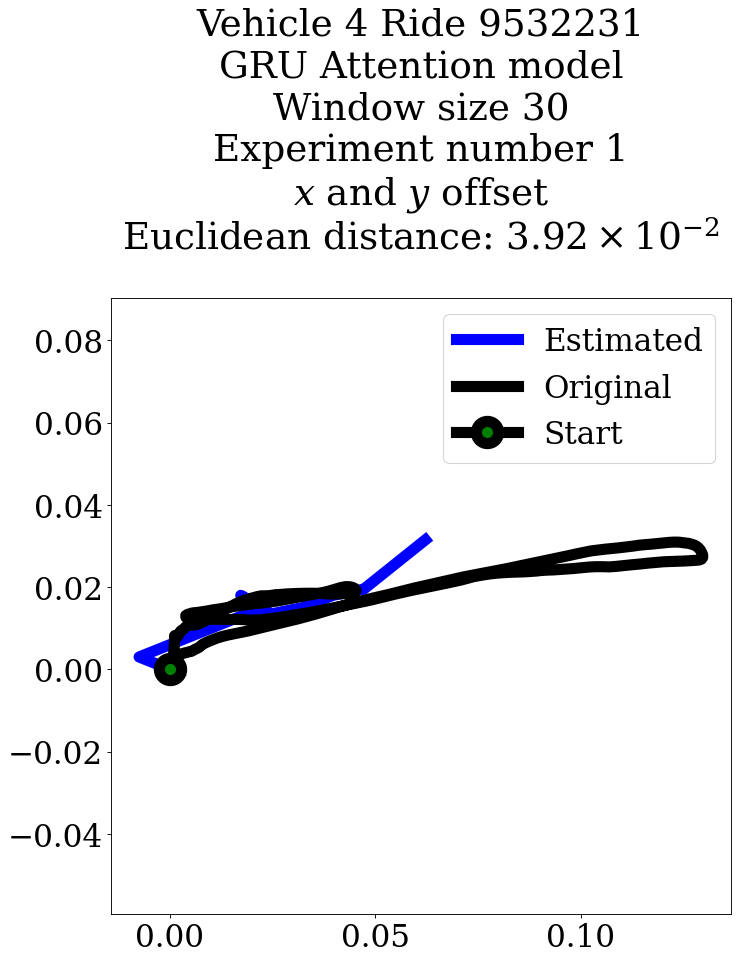 Vehicle 4 Ride 9532231
GRU Attention model
Window size 30
Experiment number 1
x and y offset
Euclidean distance: 3.92 × 10⁻²
Estimated
Original
Start
0.08
0.06
0.04
0.02
0.00
−0.02
−0.04
0.00 0.05 0.10